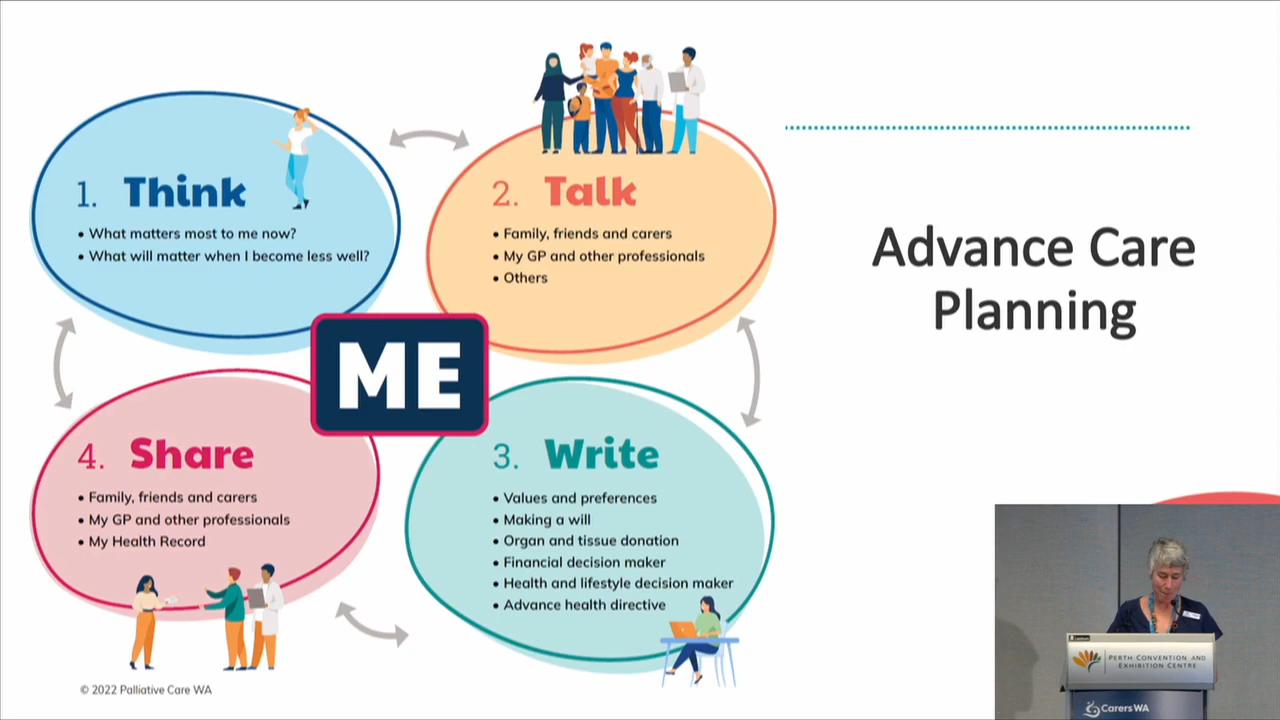 1. Think
• What matters most to me now?
• What will matter when I become less well?
2. Talk
• Family, friends and carers
• My GP and other professionals
• Others
ME
3. Write
• Values and preferences
• Making a will
• Organ and tissue donation
• Financial decision maker
• Health and lifestyle decision maker
• Advance health directive
4. Share
• Family, friends and carers
• My GP and other professionals
• My Health Record
© 2022 Palliative Care WA
Advance Care
Planning
PERTH CONVENTION AND
EXHIBITION CENTRE
Carers WA